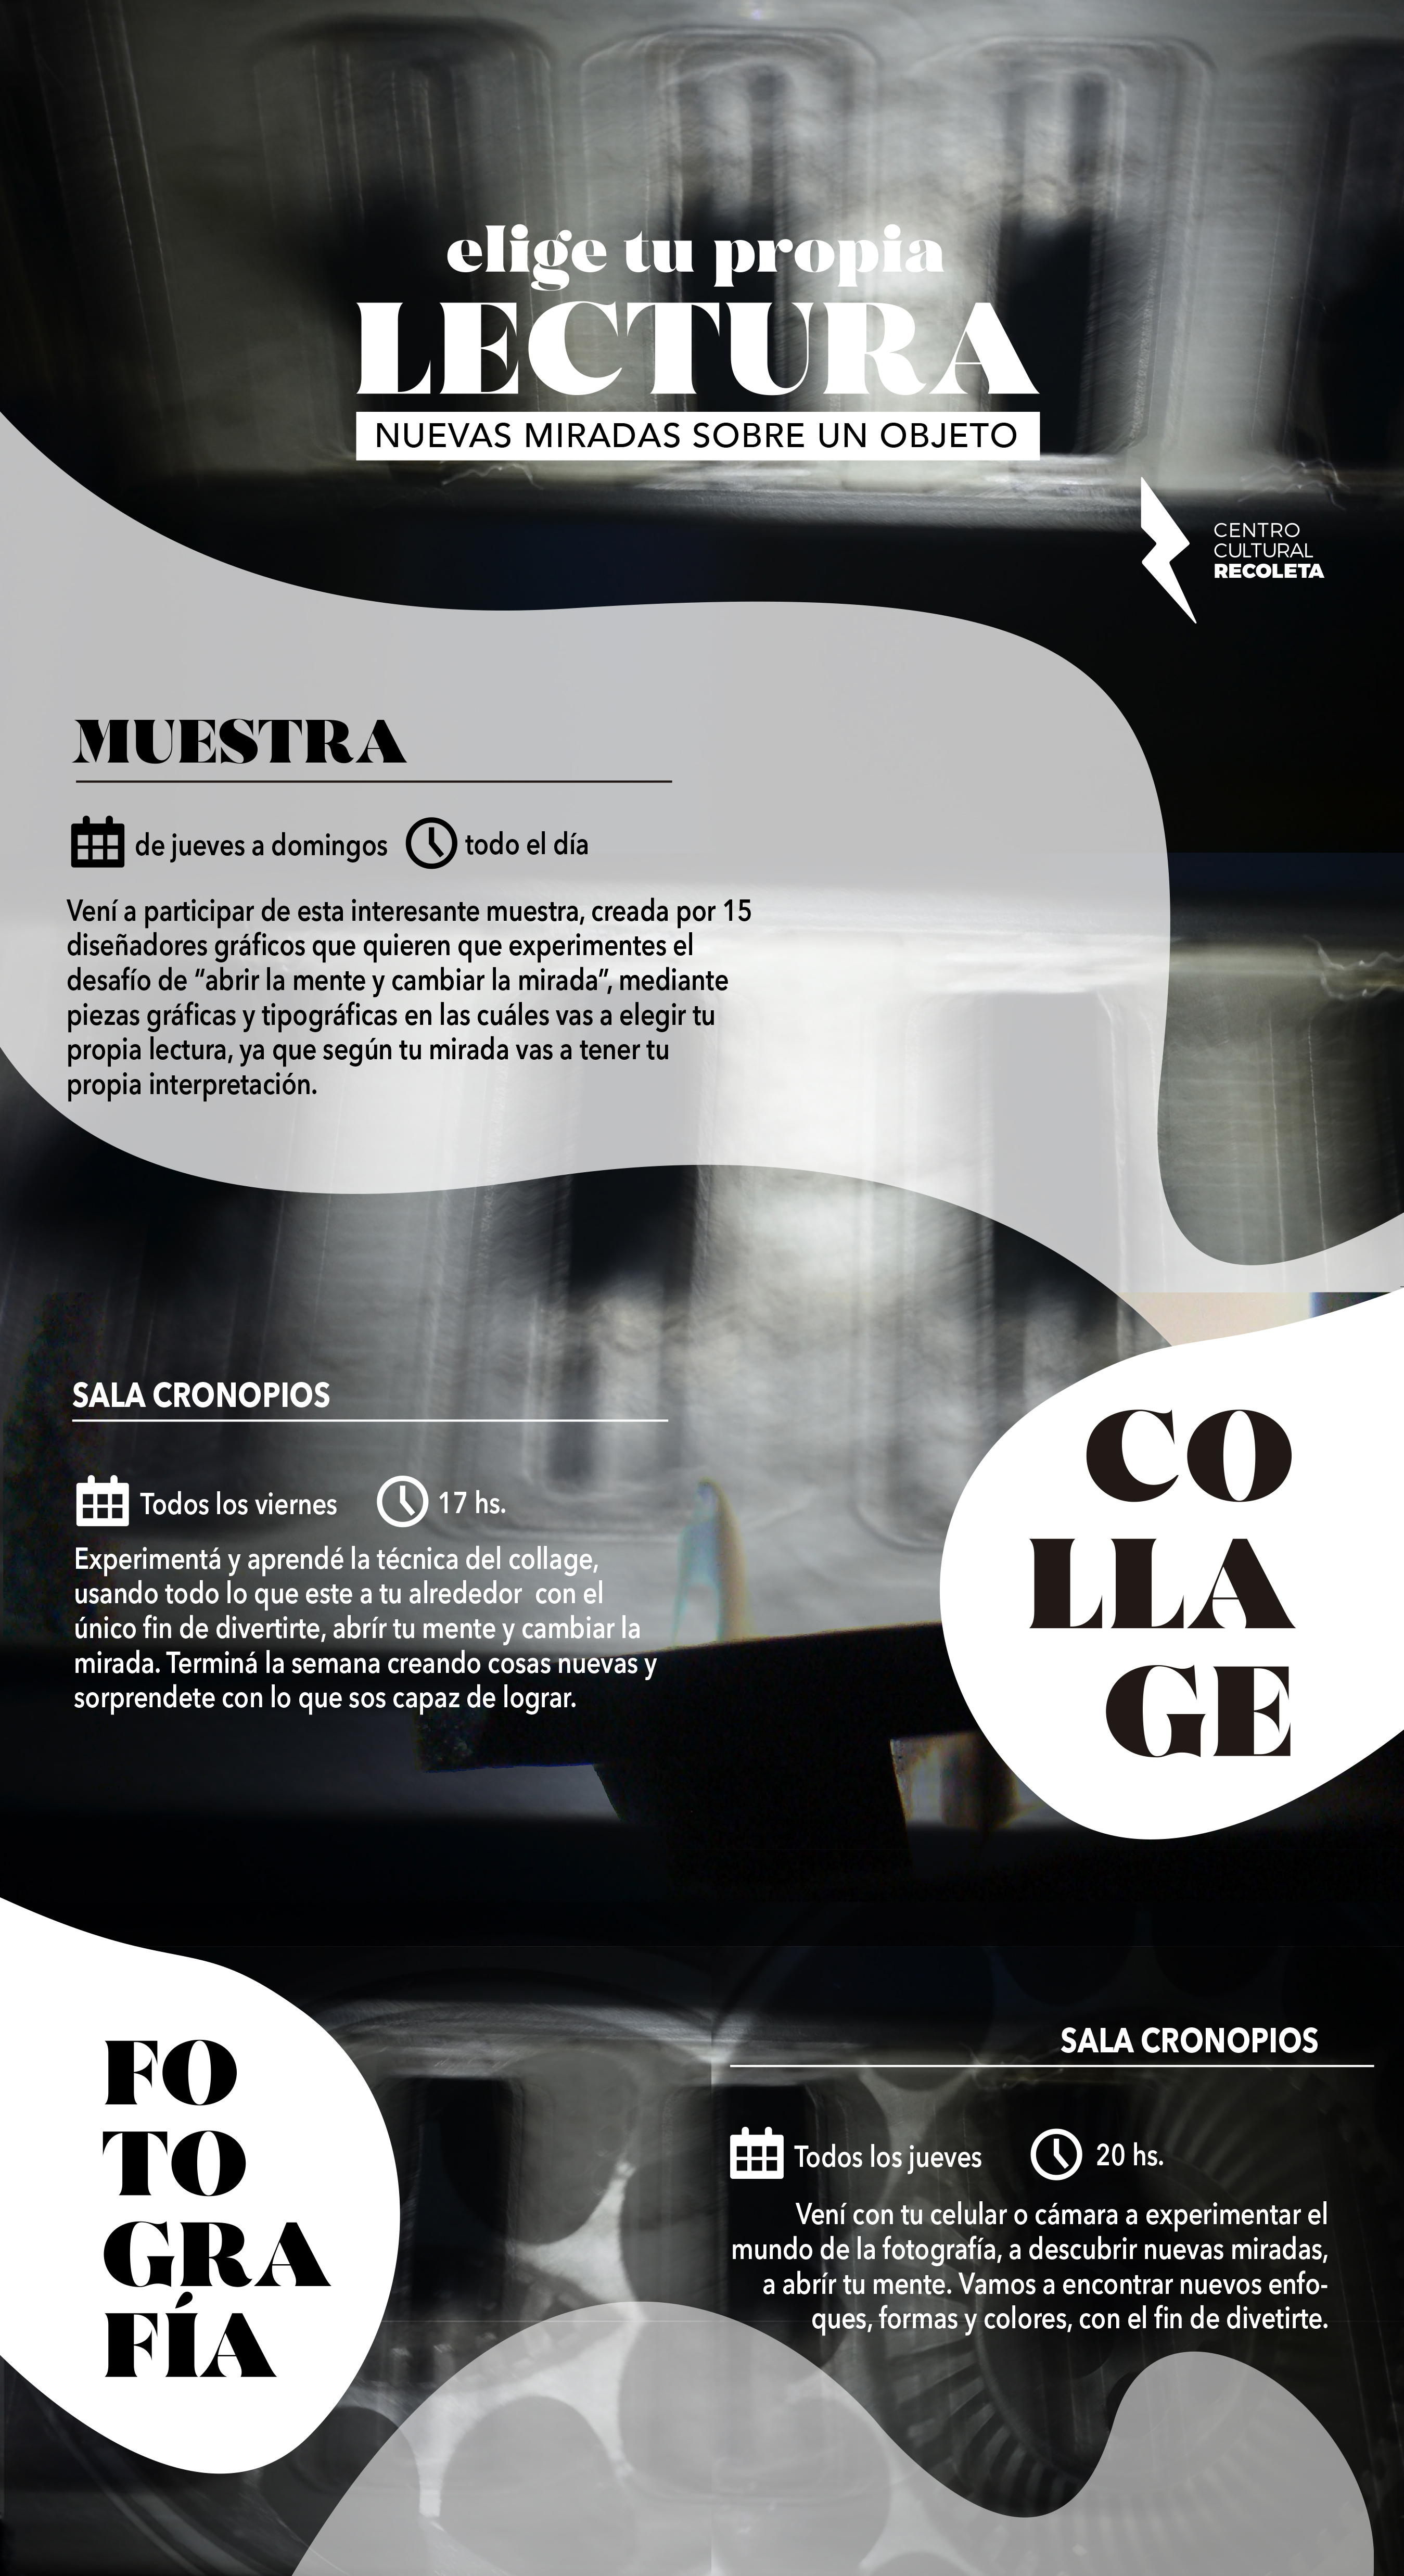 elige tu propia
LECTURA
NUEVAS MIRADAS SOBRE UN OBJETO
CENTRO
CULTURAL
RECOLETA
MUESTRA
de jueves a domingos todo el día
Vení a participar de esta interesante muestra, creada por 15
diseñadores gráficos que quieren que experimentes el
desafío de “abrir la mente y cambiar la mirada”, mediante
piezas gráficas y tipográficas en las cuáles vas a elegir tu
propia lectura, ya que según tu mirada vas a tener tu
propia interpretación.
SALA CRONOPIOS
Todos los viernes 17 hs.
Experimentá y aprendé la técnica del collage,
usando todo lo que este a tu alrededor con el
único fin de divertirte, abrír tu mente y cambiar la
mirada. Terminá la semana creando cosas nuevas y
sorprendete con lo que sos capaz de lograr.
CO
LLA
GE
FO
TO
GRA
FÍA
SALA CRONOPIOS
Todos los jueves 20 hs.
Vení con tu celular o cámara a experimentar el
mundo de la fotografía, a descubrir nuevas miradas,
a abrír tu mente. Vamos a encontrar nuevos enfo-
ques, formas y colores, con el fin de divetirte.